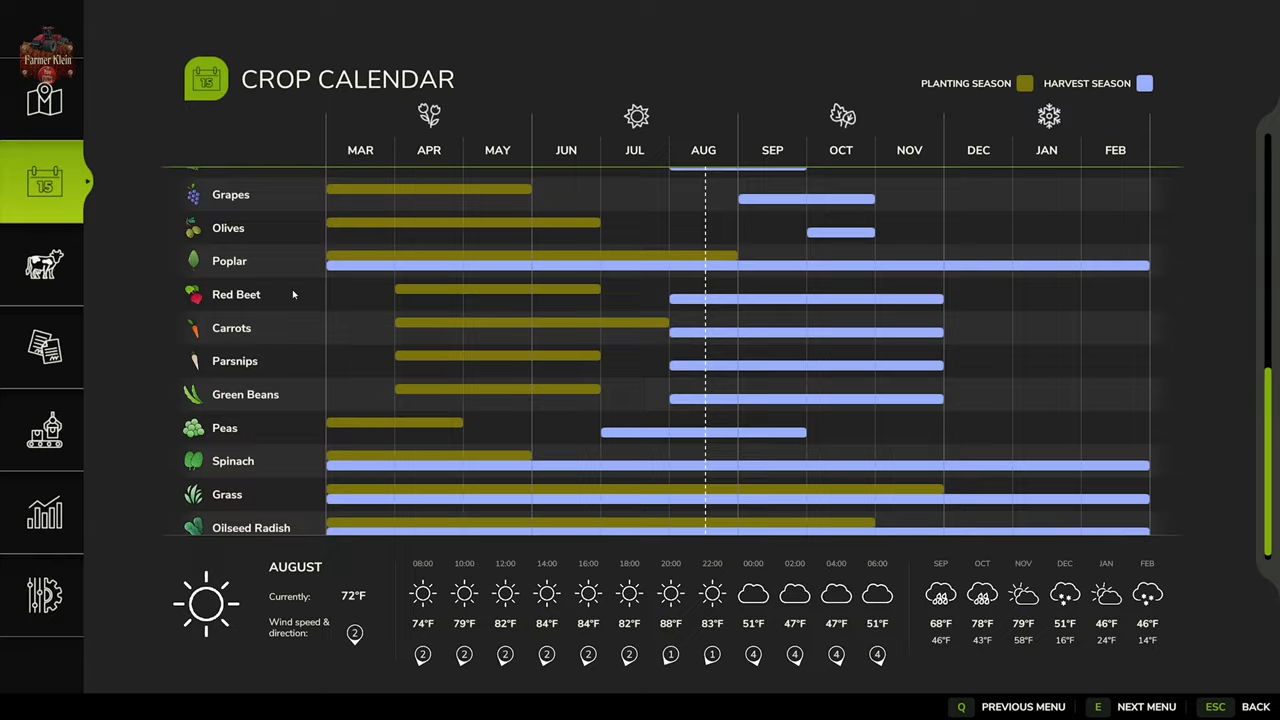 Farmer Klein
CROP CALENDAR
PLANTING SEASON HARVEST SEASON
15
MAR APR MAY JUN JUL AUG SEP OCT NOV DEC JAN FEB
15
Grapes
Olives
Poplar
Red Beet
Carrots
Parsnips
Green Beans
Peas
Spinach
Grass
Oilseed Radish
AUGUST
Currently: 72°F
Wind speed &
direction: 2
08:00 10:00 12:00 14:00 16:00 18:00 20:00 22:00 00:00 02:00 04:00 06:00
74°F 79°F 82°F 84°F 84°F 82°F 88°F 83°F 51°F 47°F 47°F 51°F
2 2 2 2 2 2 1 1 4 4 4 4
SEP OCT NOV DEC JAN FEB
68°F 78°F 79°F 51°F 46°F 46°F
46°F 43°F 58°F 16°F 24°F 14°F
Q PREVIOUS MENU E NEXT MENU ESC BACK